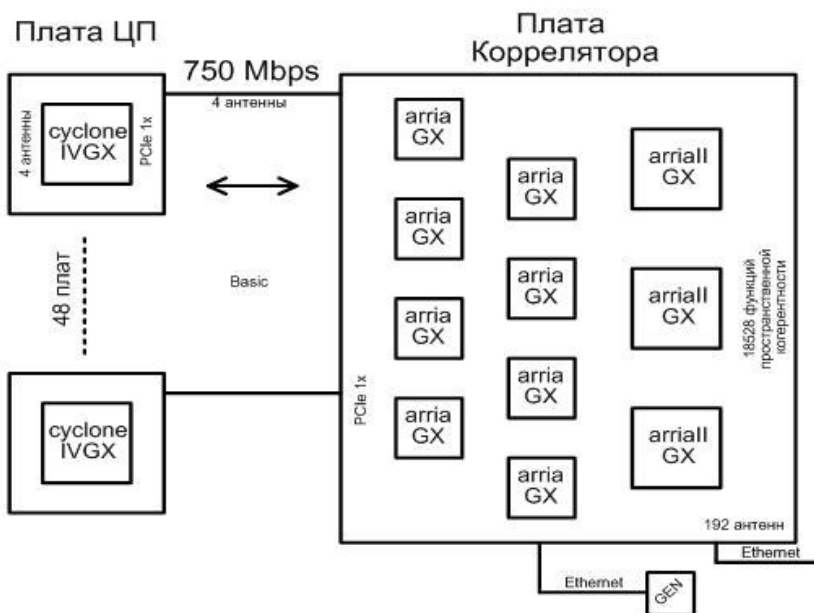 Плата ЦП
Плата
Коррелятора
750 Mbps
4 антенны
4 антенны
cyclone
IVGX
PCIe 1x
48 плат
Basic
cyclone
IVGX
PCIe 1x
arria
GX
arria
GX
arria
GX
arria
GX
arria
GX
arria
GX
arria
GX
arria
GX
arriaII
GX
arriaII
GX
arriaII
GX
18528 функций
пространственной
когерентности
192 антенн
Ethernet
Ethernet
GEN